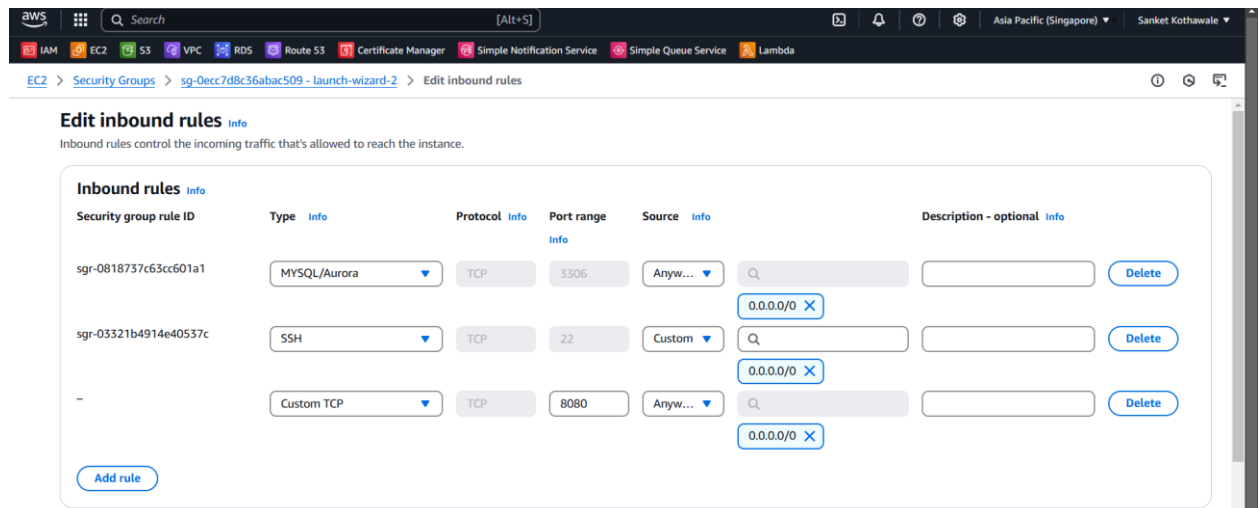 aws
Search [Alt+S] Asia Pacific (Singapore) ▼ Sanket Kothawale ▼
IAM EC2 S3 VPC RDS Route 53 Certificate Manager Simple Notification Service Simple Queue Service Lambda
EC2 > Security Groups > sg-0ecc7d8c36abac509 - launch-wizard-2 > Edit inbound rules
Edit inbound rules Info
Inbound rules control the incoming traffic that's allowed to reach the instance.
Inbound rules Info
Security group rule ID Type Info Protocol Info Port range Source Info Description - optional Info
Info
sgr-0818737c63cc601a1 MYSQL/Aurora TCP 3306 Anyw... Delete
0.0.0.0/0
sgr-03321b4914e40537c SSH TCP 22 Custom Delete
0.0.0.0/0
– Custom TCP TCP 8080 Anyw... Delete
0.0.0.0/0
Add rule